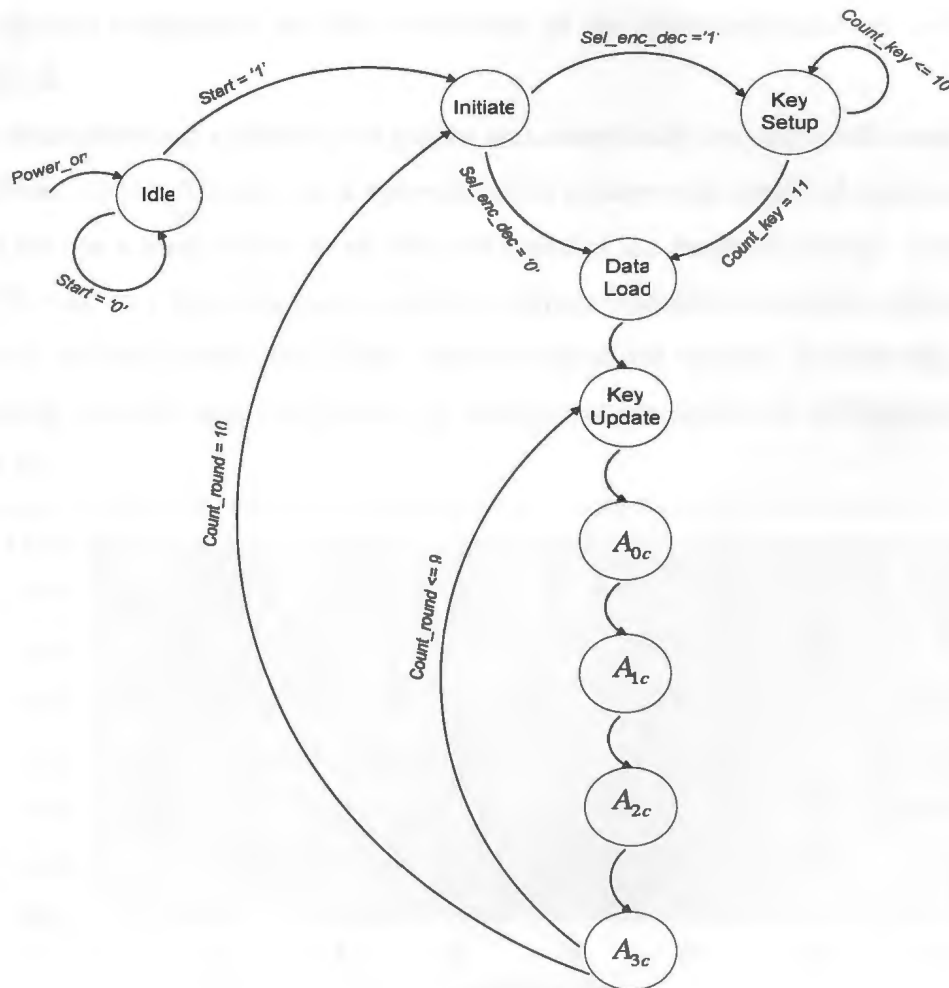 Count_key <= 10
Sel_enc_dec ='1'
Start = '1'
Initiate
Key
Setup
Power_on
Idle
Sel_enc_dec = '0'
Count_key = 11
Start = '0'
Data
Load
Key
Update
Count_round = 10
A0c
Count_round <= 9
A1c
A2c
A3c